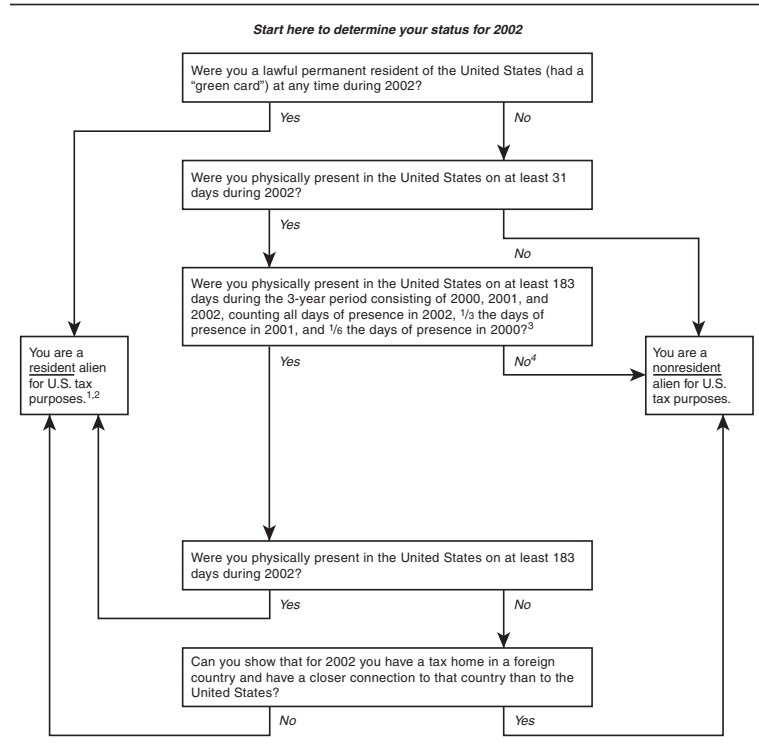 Start here to determine your status for 2002
Were you a lawful permanent resident of the United States (had a
“green card”) at any time during 2002?
Yes
No
Were you physically present in the United States on at least 31
days during 2002?
Yes
No
Were you physically present in the United States on at least 183
days during the 3-year period consisting of 2000, 2001, and
2002, counting all days of presence in 2002, 1/3 the days of
presence in 2001, and 1/6 the days of presence in 2000?3
Yes
No4
You are a
resident alien
for U.S. tax
purposes.1,2
You are a
nonresident
alien for U.S.
tax purposes.
Were you physically present in the United States on at least 183
days during 2002?
Yes
No
Can you show that for 2002 you have a tax home in a foreign
country and have a closer connection to that country than to the
United States?
No
Yes